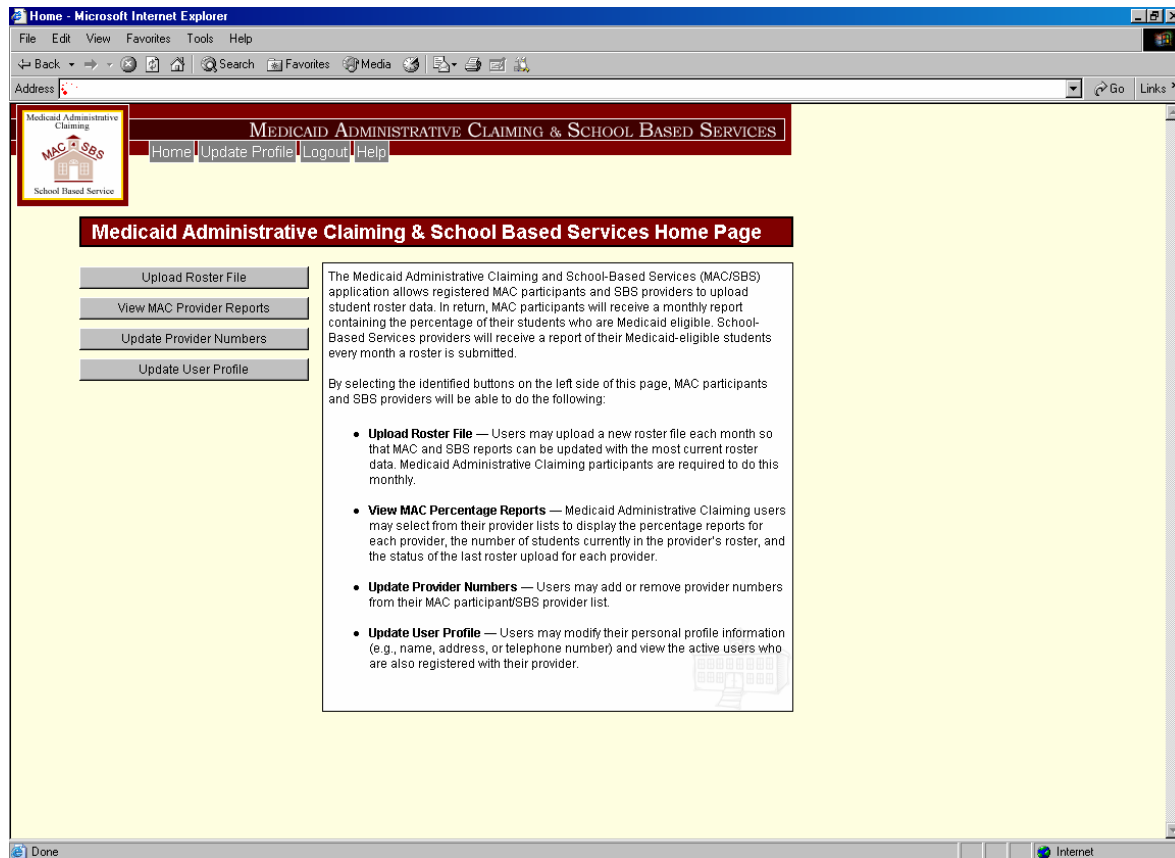 Home - Microsoft Internet Explorer
File Edit View Favorites Tools Help
Back Search Favorites Media
Address Go Links
Medicaid Administrative
Claiming
MAC SBS
School Based Service
MEDICAID ADMINISTRATIVE CLAIMING & SCHOOL BASED SERVICES
Home Update Profile Logout Help
Medicaid Administrative Claiming & School Based Services Home Page
Upload Roster File
View MAC Provider Reports
Update Provider Numbers
Update User Profile
The Medicaid Administrative Claiming and School-Based Services (MAC/SBS)
application allows registered MAC participants and SBS providers to upload
student roster data. In return, MAC participants will receive a monthly report
containing the percentage of their students who are Medicaid eligible. School-
Based Services providers will receive a report of their Medicaid-eligible students
every month a roster is submitted.
By selecting the identified buttons on the left side of this page, MAC participants
and SBS providers will be able to do the following:
• Upload Roster File — Users may upload a new roster file each month so
that MAC and SBS reports can be updated with the most current roster
data. Medicaid Administrative Claiming participants are required to do this
monthly.
• View MAC Percentage Reports — Medicaid Administrative Claiming users
may select from their provider lists to display the percentage reports for
each provider, the number of students currently in the provider's roster, and
the status of the last roster upload for each provider.
• Update Provider Numbers — Users may add or remove provider numbers
from their MAC participant/SBS provider list.
• Update User Profile — Users may modify their personal profile information
(e.g., name, address, or telephone number) and view the active users who
are also registered with their provider.
Done Internet